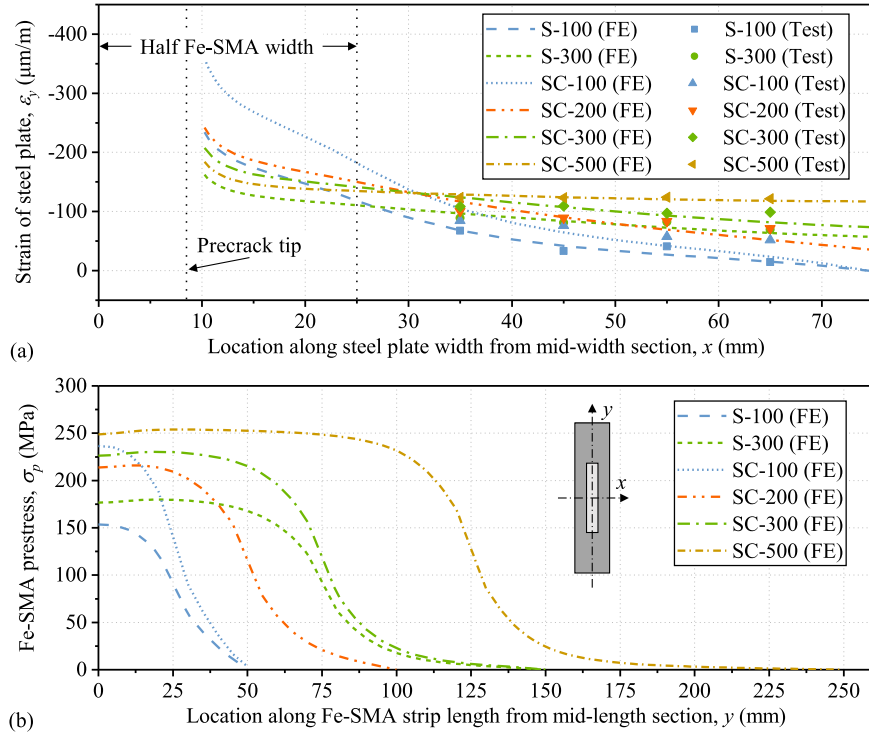 -450
-400
-300
-200
-100
0
Strain of steel plate, εy (μm/m)
Half Fe-SMA width
Precrack tip
S-100 (FE) S-100 (Test)
S-300 (FE) S-300 (Test)
SC-100 (FE) SC-100 (Test)
SC-200 (FE) SC-200 (Test)
SC-300 (FE) SC-300 (Test)
SC-500 (FE) SC-500 (Test)
0 10 20 30 40 50 60 70
(a) Location along steel plate width from mid-width section, x (mm)
300
250
200
150
100
50
0
Fe-SMA prestress, σp (MPa)
y
x
S-100 (FE)
S-300 (FE)
SC-100 (FE)
SC-200 (FE)
SC-300 (FE)
SC-500 (FE)
0 25 50 75 100 125 150 175 200 225 250
(b) Location along Fe-SMA strip length from mid-length section, y (mm)